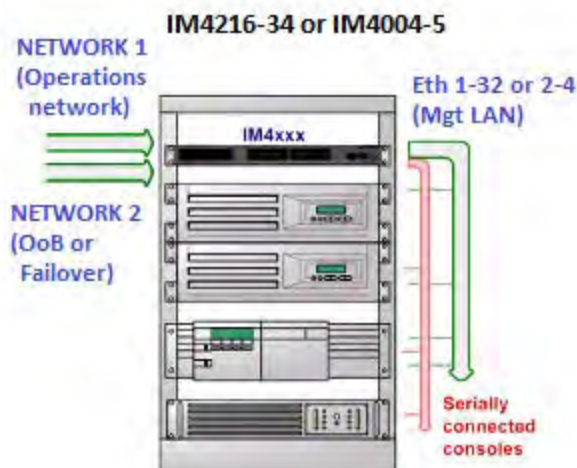 IM4216-34 or IM4004-5
NETWORK 1
(Operations
network)
Eth 1-32 or 2-4
(Mgt LAN)
IM4xxx
NETWORK 2
(OoB or
Failover)
Serially
connected
consoles